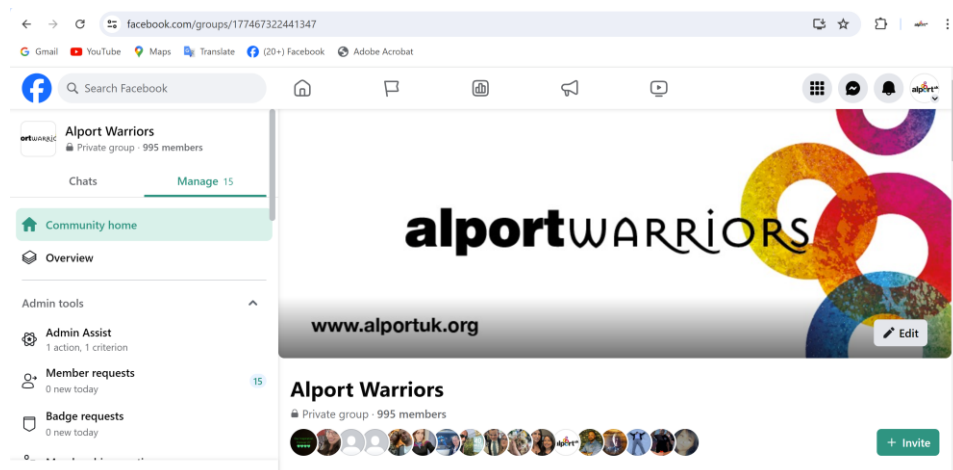 facebook.com/groups/177467322441347
Gmail YouTube Maps Translate (20+) Facebook Adobe Acrobat
Search Facebook
alport
Alport Warriors
Private group · 995 members
Chats Manage 15
Community home
Overview
Admin tools
Admin Assist
1 action, 1 criterion
Member requests
0 new today
15
Badge requests
0 new today
alportwarriors
www.alportuk.org
Edit
Alport Warriors
Private group · 995 members
+ Invite